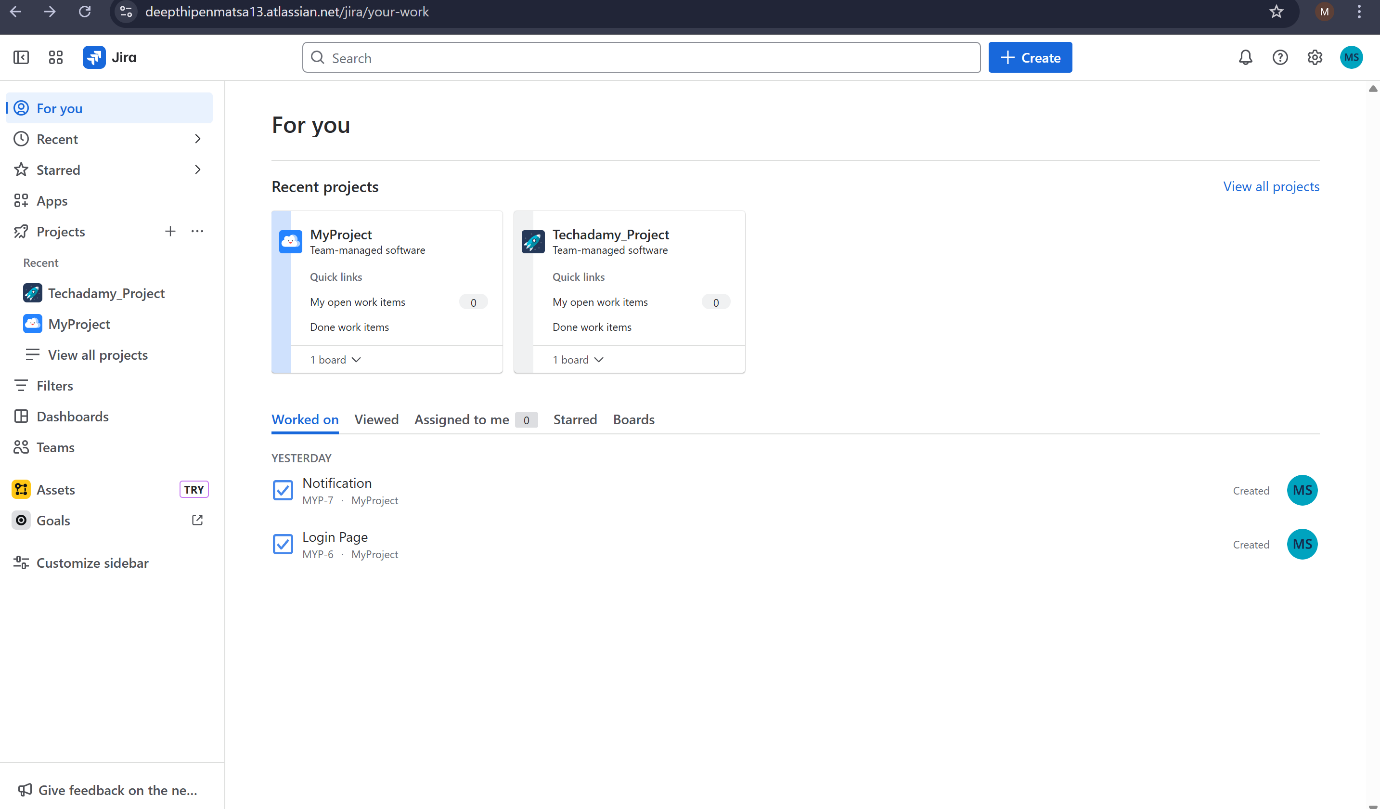 deepthipenmatsa13.atlassian.net/jira/your-work
M
Jira
Search
Create
MS
For you
Recent
Starred
Apps
Projects
Recent
Techadamy_Project
MyProject
View all projects
Filters
Dashboards
Teams
Assets TRY
Goals
Customize sidebar
Give feedback on the ne...
For you
Recent projects View all projects
MyProject
Team-managed software
Quick links
My open work items 0
Done work items
1 board
Techadamy_Project
Team-managed software
Quick links
My open work items 0
Done work items
1 board
Worked on Viewed Assigned to me 0 Starred Boards
YESTERDAY
Notification
MYP-7 · MyProject
Created MS
Login Page
MYP-6 · MyProject
Created MS